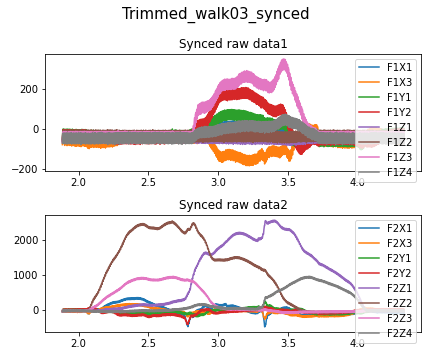 Trimmed_walk03_synced
Synced raw data1
200
0
−200
2.0 2.5 3.0 3.5 4.0
F1X1
F1X3
F1Y1
F1Y2
F1Z1
F1Z2
F1Z3
F1Z4
Synced raw data2
2000
1000
0
2.0 2.5 3.0 3.5 4.0
F2X1
F2X3
F2Y1
F2Y2
F2Z1
F2Z2
F2Z3
F2Z4